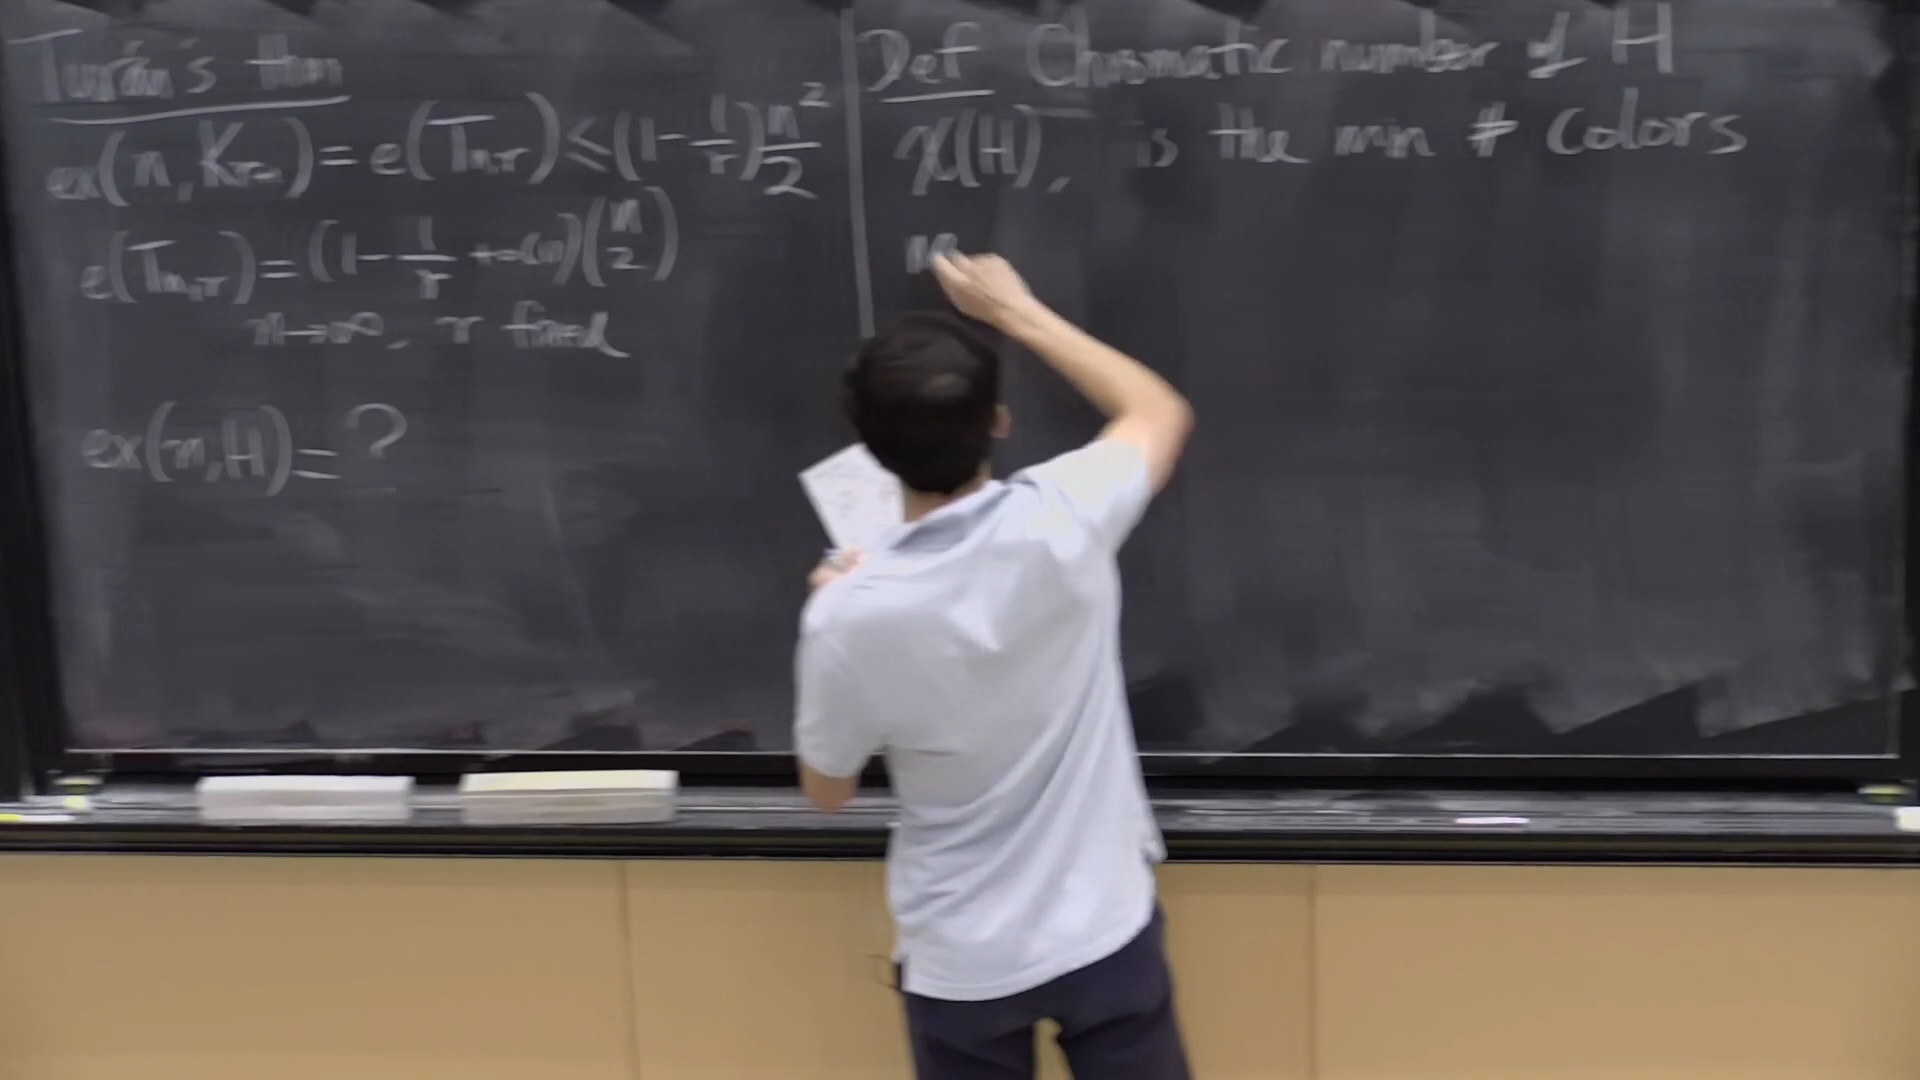 Turán's thm
ex(n, K_{r+1}) = e(T_{n,r}) ≤ (1 - 1/r) n²/2
e(T_{n,r}) = (1 - 1/r + o(1)) (n 2)
n→∞, r fixed
ex(n, H) = ?
Def Chromatic number of H
χ(H), is the min # colors